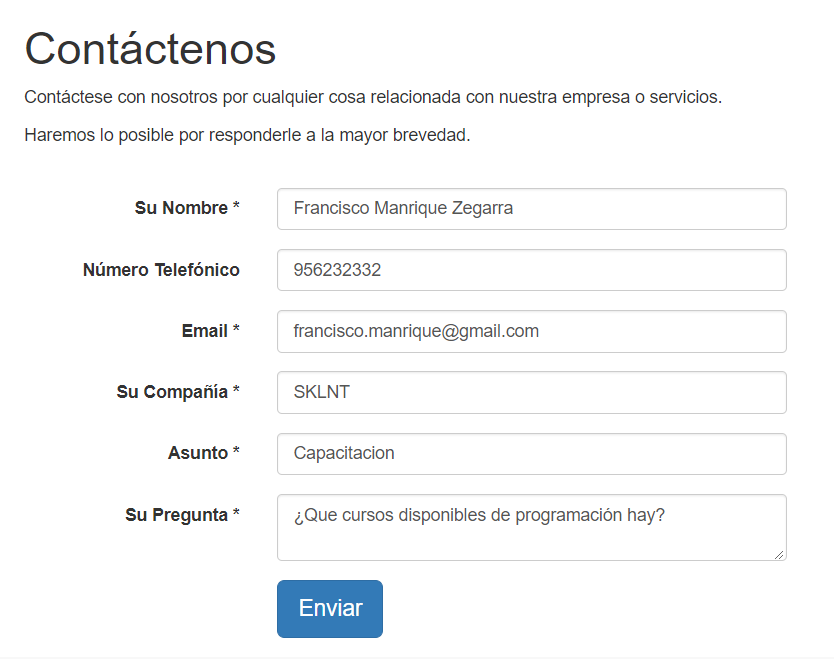 Contáctenos
Contáctese con nosotros por cualquier cosa relacionada con nuestra empresa o servicios.
Haremos lo posible por responderle a la mayor brevedad.
Su Nombre * Francisco Manrique Zegarra
Número Telefónico 956232332
Email * francisco.manrique@gmail.com
Su Compañía * SKLNT
Asunto * Capacitacion
Su Pregunta * ¿Que cursos disponibles de programación hay?
Enviar